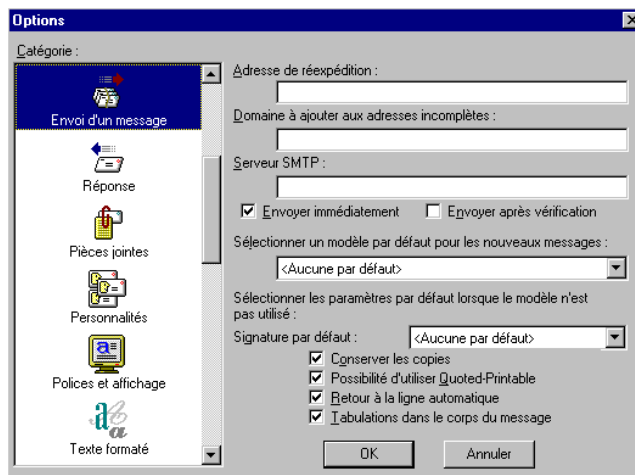 Options
Catégorie :
Envoi d'un message
Réponse
Pièces jointes
Personnalités
Polices et affichage
Texte formaté
Adresse de réexpédition :
Domaine à ajouter aux adresses incomplètes :
Serveur SMTP :
Envoyer immédiatement
Envoyer après vérification
Sélectionner un modèle par défaut pour les nouveaux messages :
<Aucune par défaut>
Sélectionner les paramètres par défaut lorsque le modèle n'est
pas utilisé :
Signature par défaut :
<Aucune par défaut>
Conserver les copies
Possibilité d'utiliser Quoted-Printable
Retour à la ligne automatique
Tabulations dans le corps du message
OK
Annuler